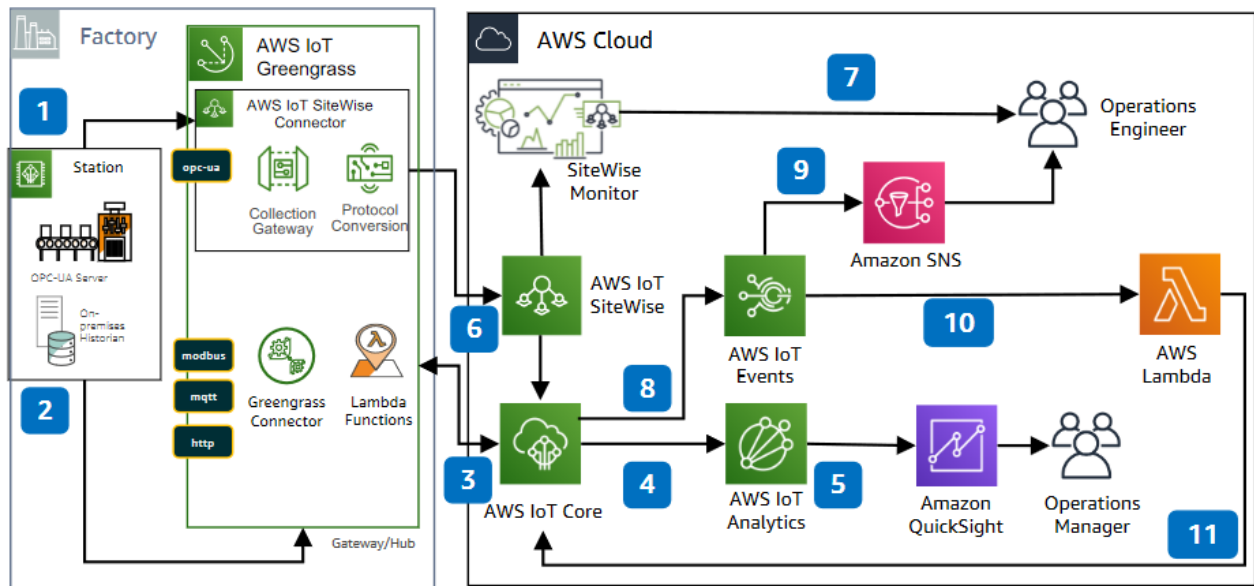 Factory
AWS IoT
Greengrass
AWS IoT SiteWise
Connector
1
Station
opc-ua
Collection
Gateway
Protocol
Conversion
OPC-UA Server
On-
premises
Historian
2
modbus
mqtt
http
Greengrass
Connector
Lambda
Functions
Gateway/Hub
AWS Cloud
7
SiteWise
Monitor
Operations
Engineer
9
Amazon SNS
6
AWS IoT
SiteWise
8
AWS IoT
Events
10
AWS
Lambda
3
AWS IoT Core
4
AWS IoT
Analytics
5
Amazon
QuickSight
Operations
Manager
11